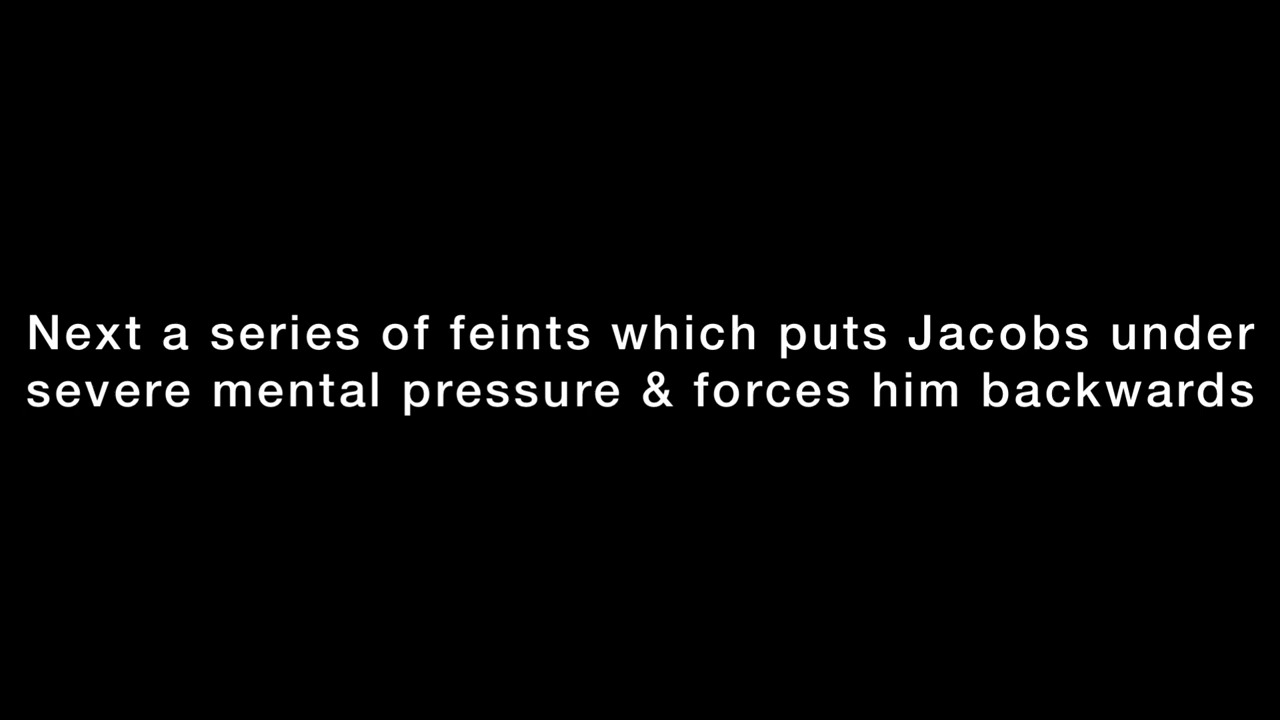 Next a series of feints which puts Jacobs under
severe mental pressure & forces him backwards